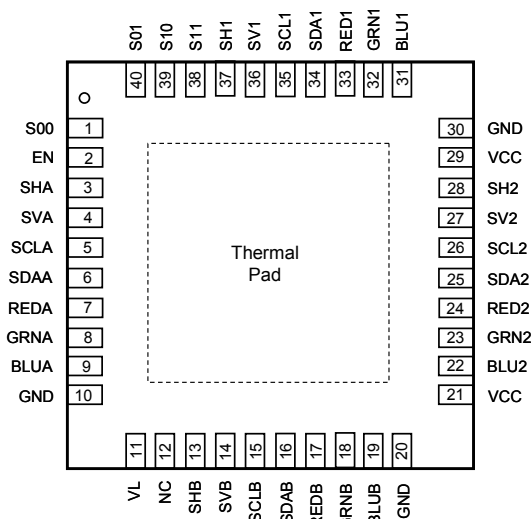 S01 S10 S11 SH1 SV1 SCL1 SDA1 RED1 GRN1 BLU1
40 39 38 37 36 35 34 33 32 31
S00 1 30 GND
EN 2 29 VCC
SHA 3 28 SH2
SVA 4 27 SV2
SCLA 5 26 SCL2
SDAA 6 25 SDA2
REDA 7 24 RED2
GRNA 8 23 GRN2
BLUA 9 22 BLU2
GND 10 21 VCC
Thermal
Pad
11 12 13 14 15 16 17 18 19 20
VL NC SHB SVB SCLB SDAB REDB GRNB BLUB GND